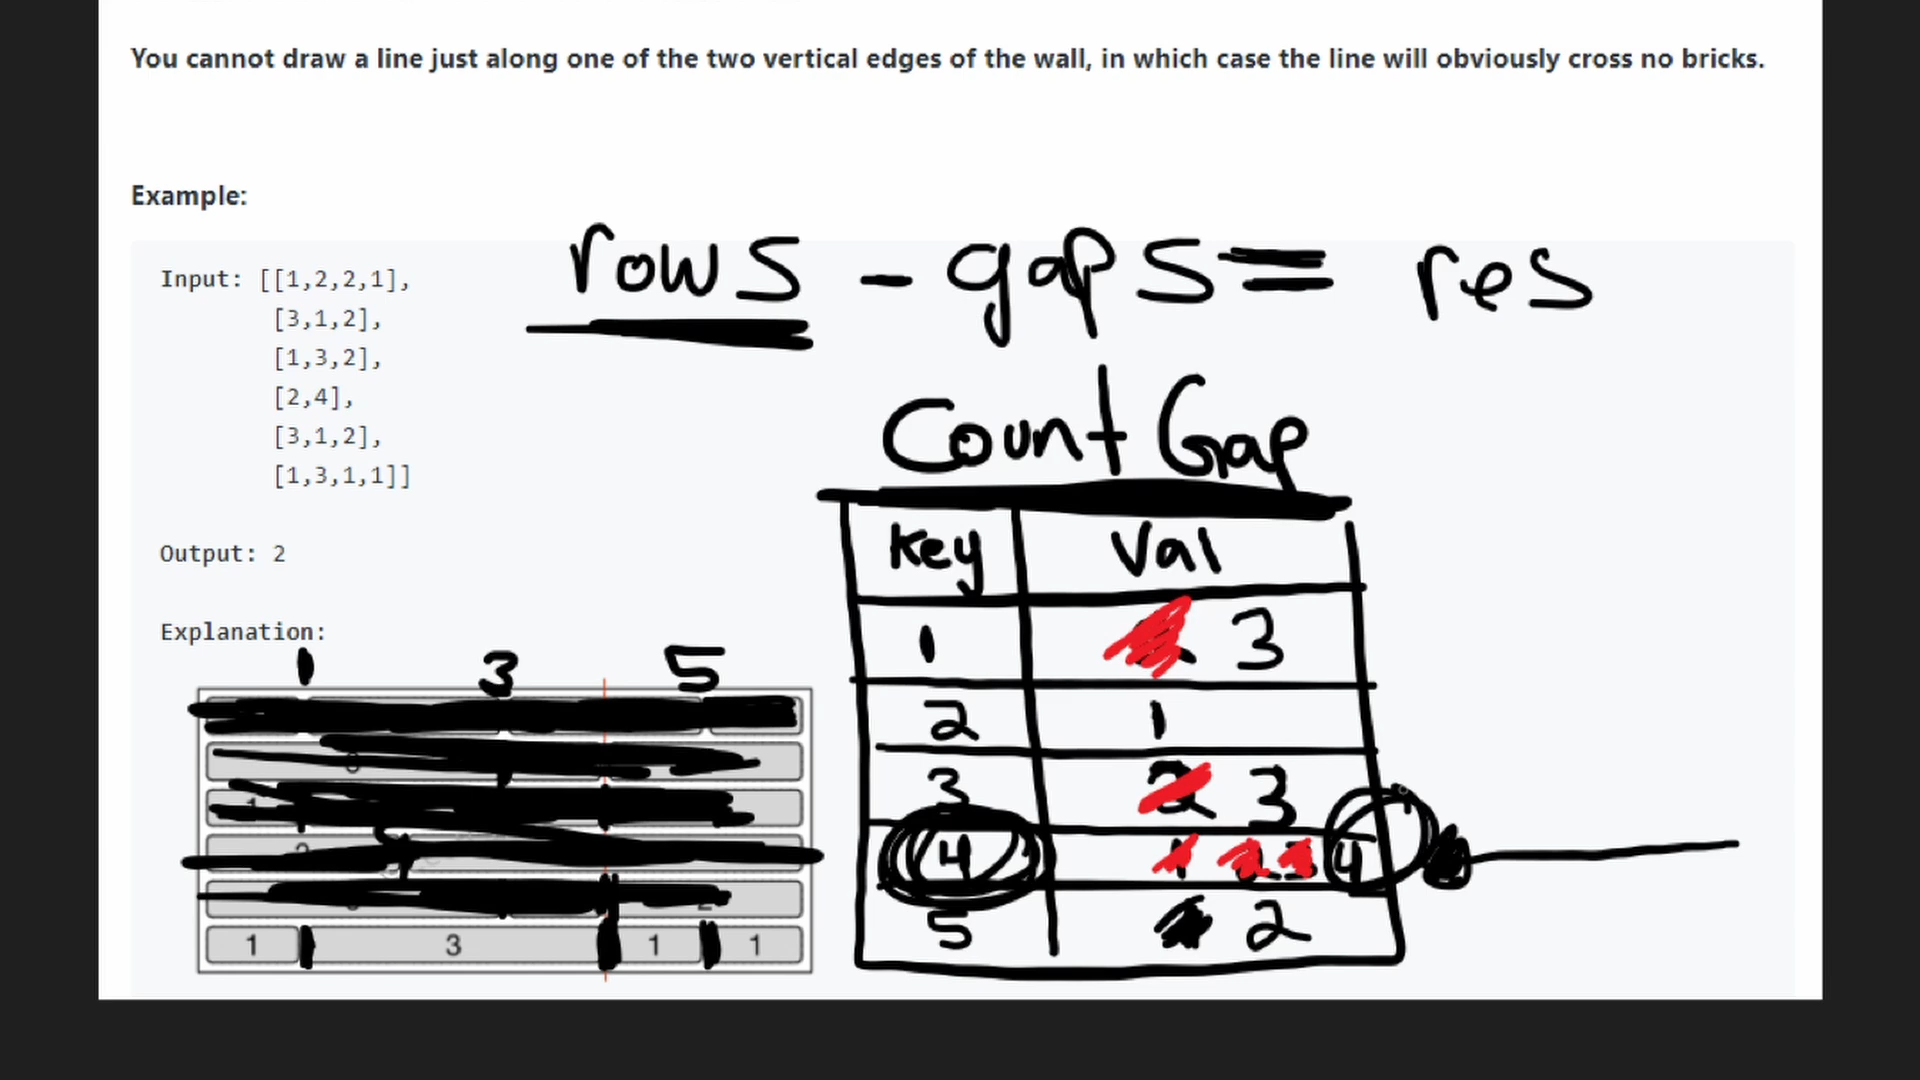 You cannot draw a line just along one of the two vertical edges of the wall, in which case the line will obviously cross no bricks.
Example:
rows - gaps = res
Input: [[1,2,2,1],
[3,1,2],
[1,3,2],
[2,4],
[3,1,2],
[1,3,1,1]]
Count Gap
Key Val
1 3
2 1
3 2 3
4 4
5 2
Output: 2
Explanation:
1 3 5
1 3 1 1